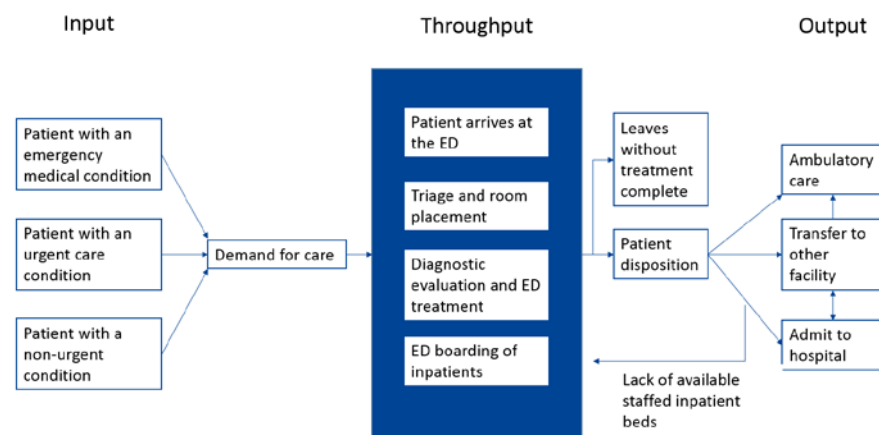 Input
Throughput
Output
Patient with an
emergency
medical condition
Patient with an
urgent care
condition
Patient with a
non-urgent
condition
Demand for care
Patient arrives at
the ED
Triage and room
placement
Diagnostic
evaluation and ED
treatment
ED boarding of
inpatients
Leaves
without
treatment
complete
Patient
disposition
Lack of available
staffed inpatient
beds
Ambulatory
care
Transfer to
other
facility
Admit to
hospital